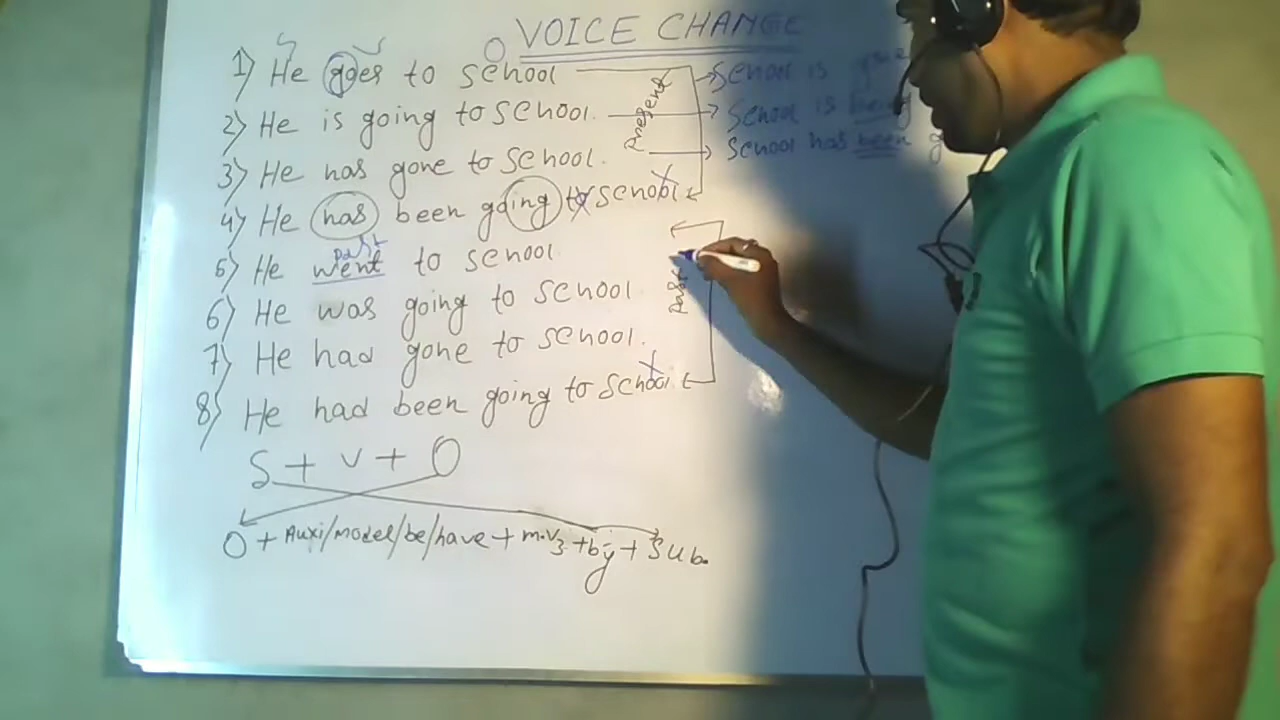 VOICE CHANGE
S V O
1) He goes to school
School is
2) He is going to school.
School is being
3) He has gone to school.
School has been g
4) He has been going to school
Present
past
5) He went to school.
6) He was going to school
Past
7) He had gone to school.
8) He had been going to school.
S + V + O
O + Auxi/model/be/have + m.v3 + by + Sub.